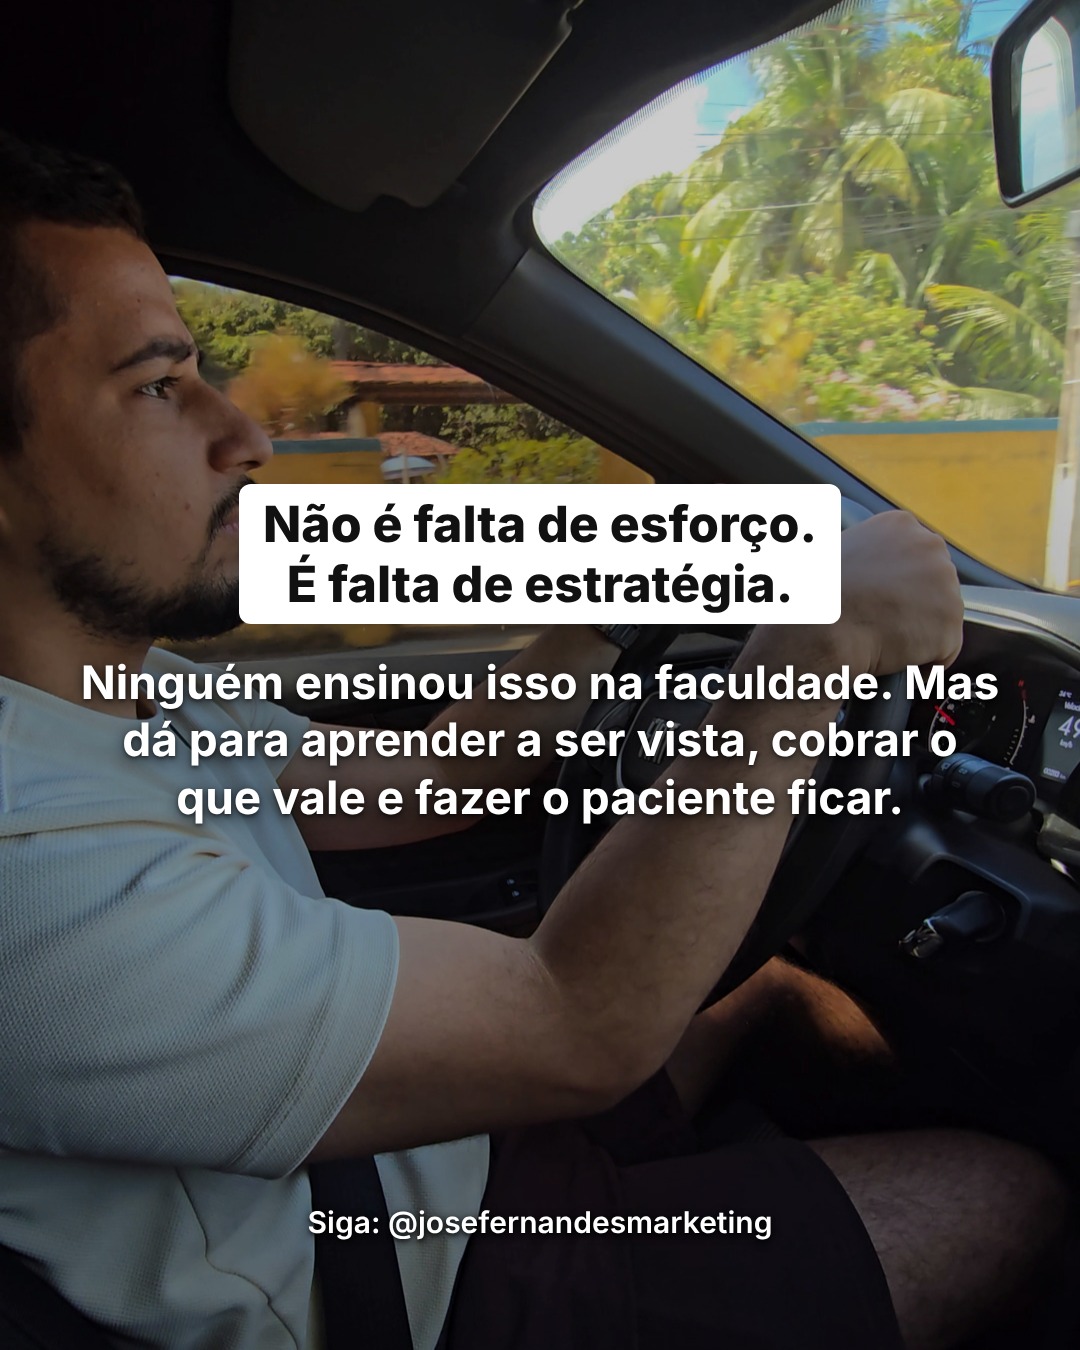 Não é falta de esforço.
É falta de estratégia.
Ninguém ensinou isso na faculdade. Mas
dá para aprender a ser vista, cobrar o
que vale e fazer o paciente ficar.
Siga: @josefernandesmarketing